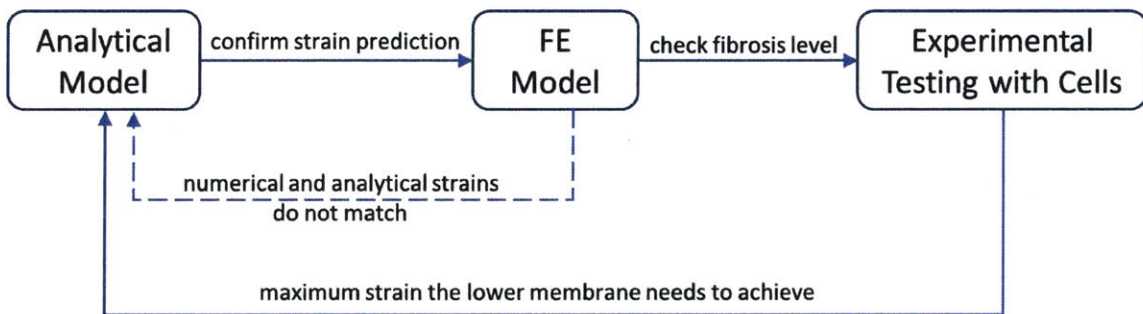 Analytical
Model
confirm strain prediction
FE
Model
check fibrosis level
Experimental
Testing with Cells
numerical and analytical strains
do not match
maximum strain the lower membrane needs to achieve